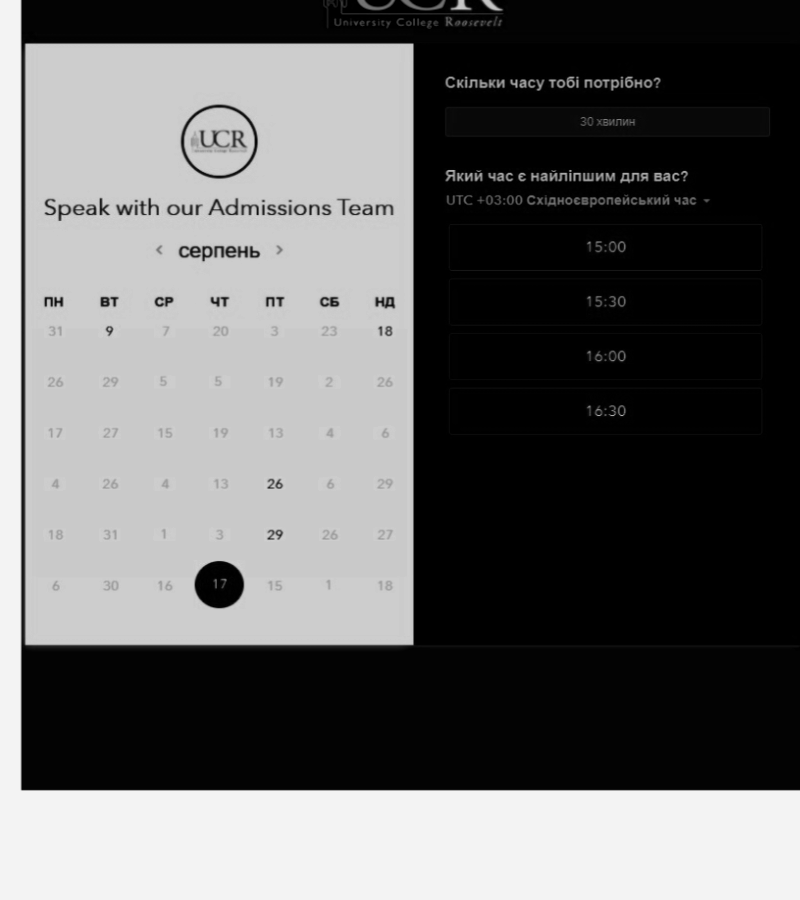 UCR
University College Roosevelt
UCR
Speak with our Admissions Team
< серпень >
ПН ВТ СР ЧТ ПТ СБ НД
31 9 7 20 3 23 18
26 29 5 5 19 2 26
17 27 15 19 13 4 6
4 26 4 13 26 6 29
18 31 1 3 29 26 27
6 30 16 17 15 1 18
Скільки часу тобі потрібно?
30 хвилин
Який час є найліпшим для вас?
UTC +03:00 Східноєвропейський час
15:00
15:30
16:00
16:30